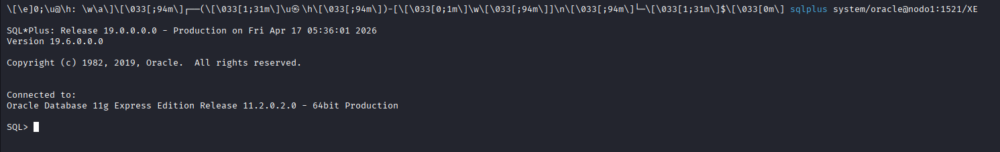 \[\e]0;\u@\h: \w\a\]\[\033[;94m\]┌──(\[\033[1;31m\]\u㉿\h\[\033[;94m\])-[\[\033[0;1m\]\w\[\033[;94m\]]\n\[\033[;94m\]└─\[\033[1;31m\]$\[\033[0m\] sqlplus system/oracle@nodo1:1521/XE
SQL*Plus: Release 19.0.0.0.0 - Production on Fri Apr 17 05:36:01 2026
Version 19.6.0.0.0
Copyright (c) 1982, 2019, Oracle.  All rights reserved.
Connected to:
Oracle Database 11g Express Edition Release 11.2.0.2.0 - 64bit Production
SQL>